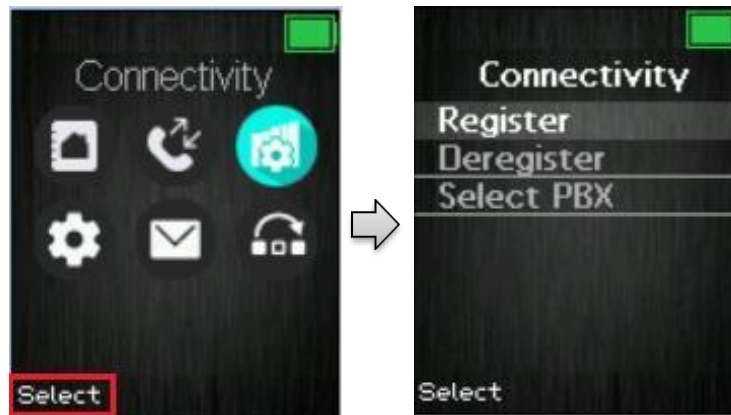 Connectivity
Select
Connectivity
Register
Deregister
Select PBX
Select